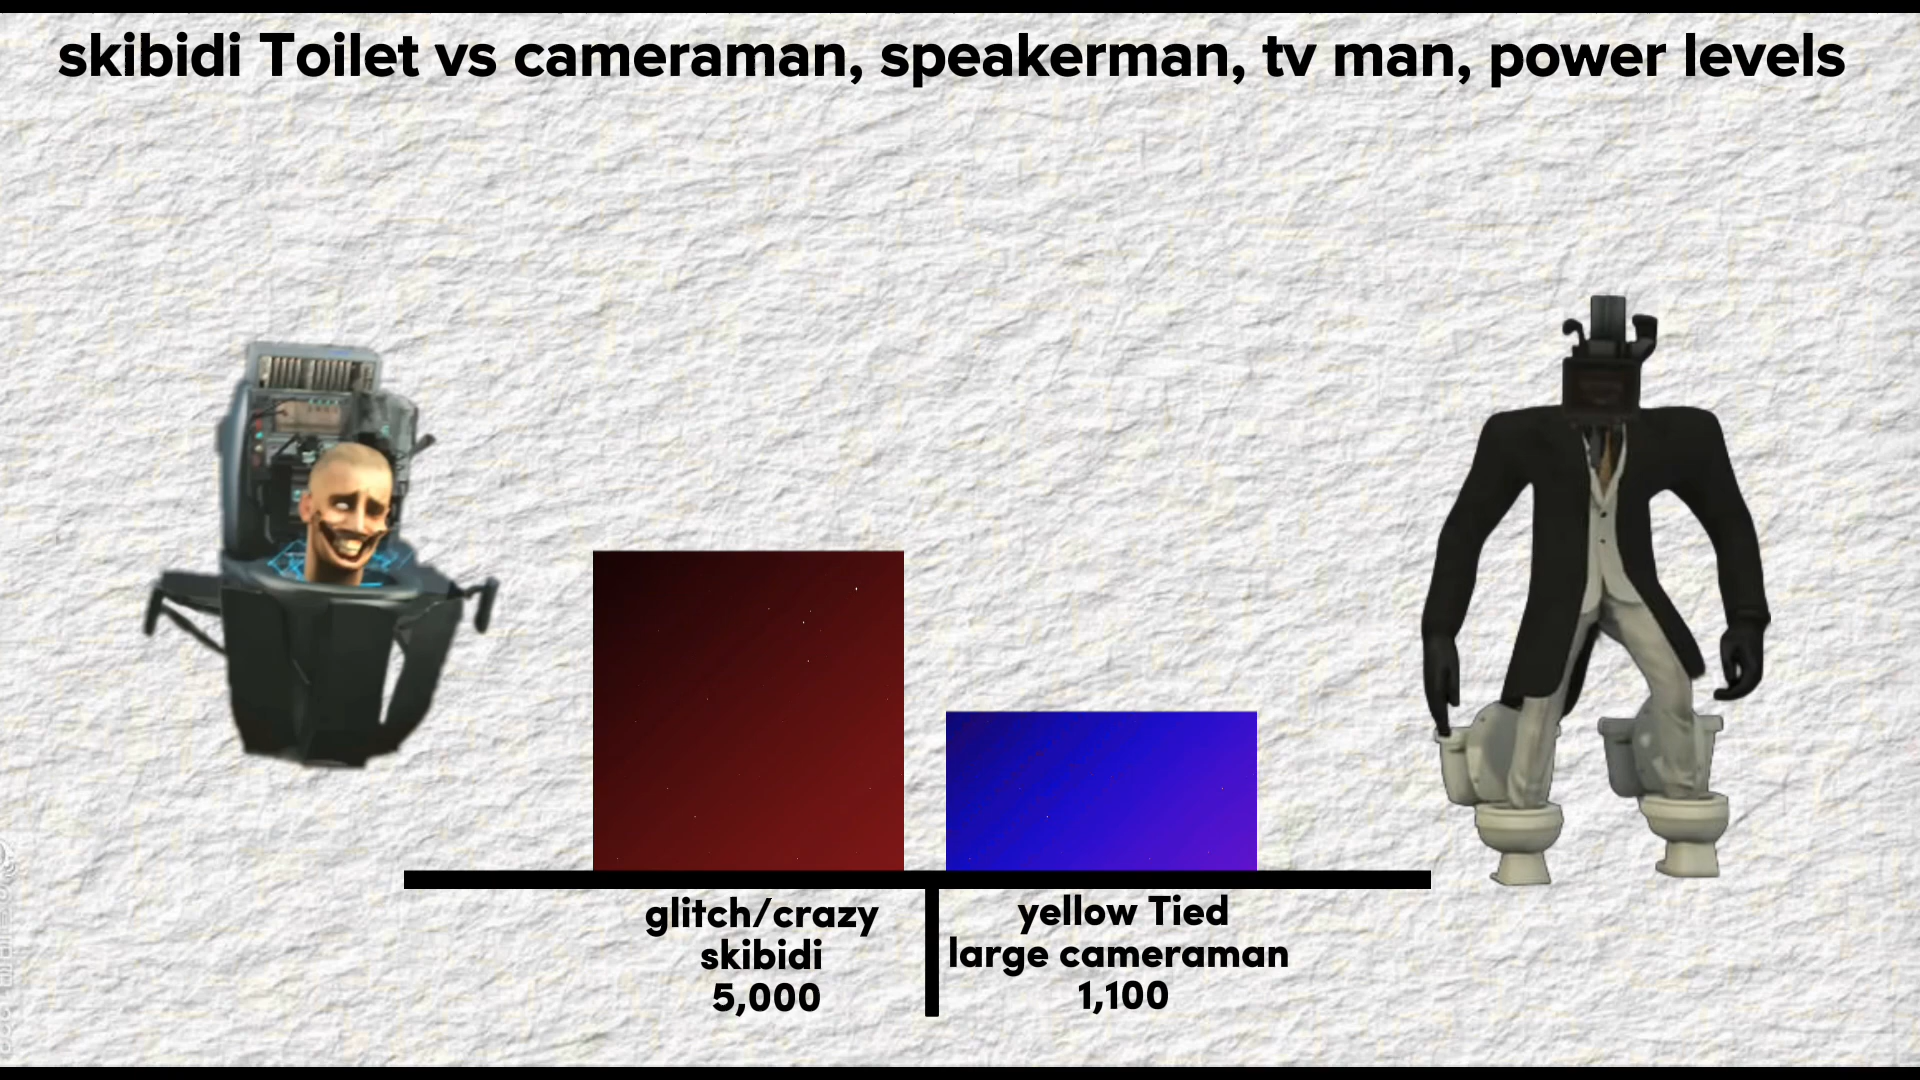 skibidi Toilet vs cameraman, speakerman, tv man, power levels
glitch/crazy
skibidi
5,000
yellow Tied
large cameraman
1,100